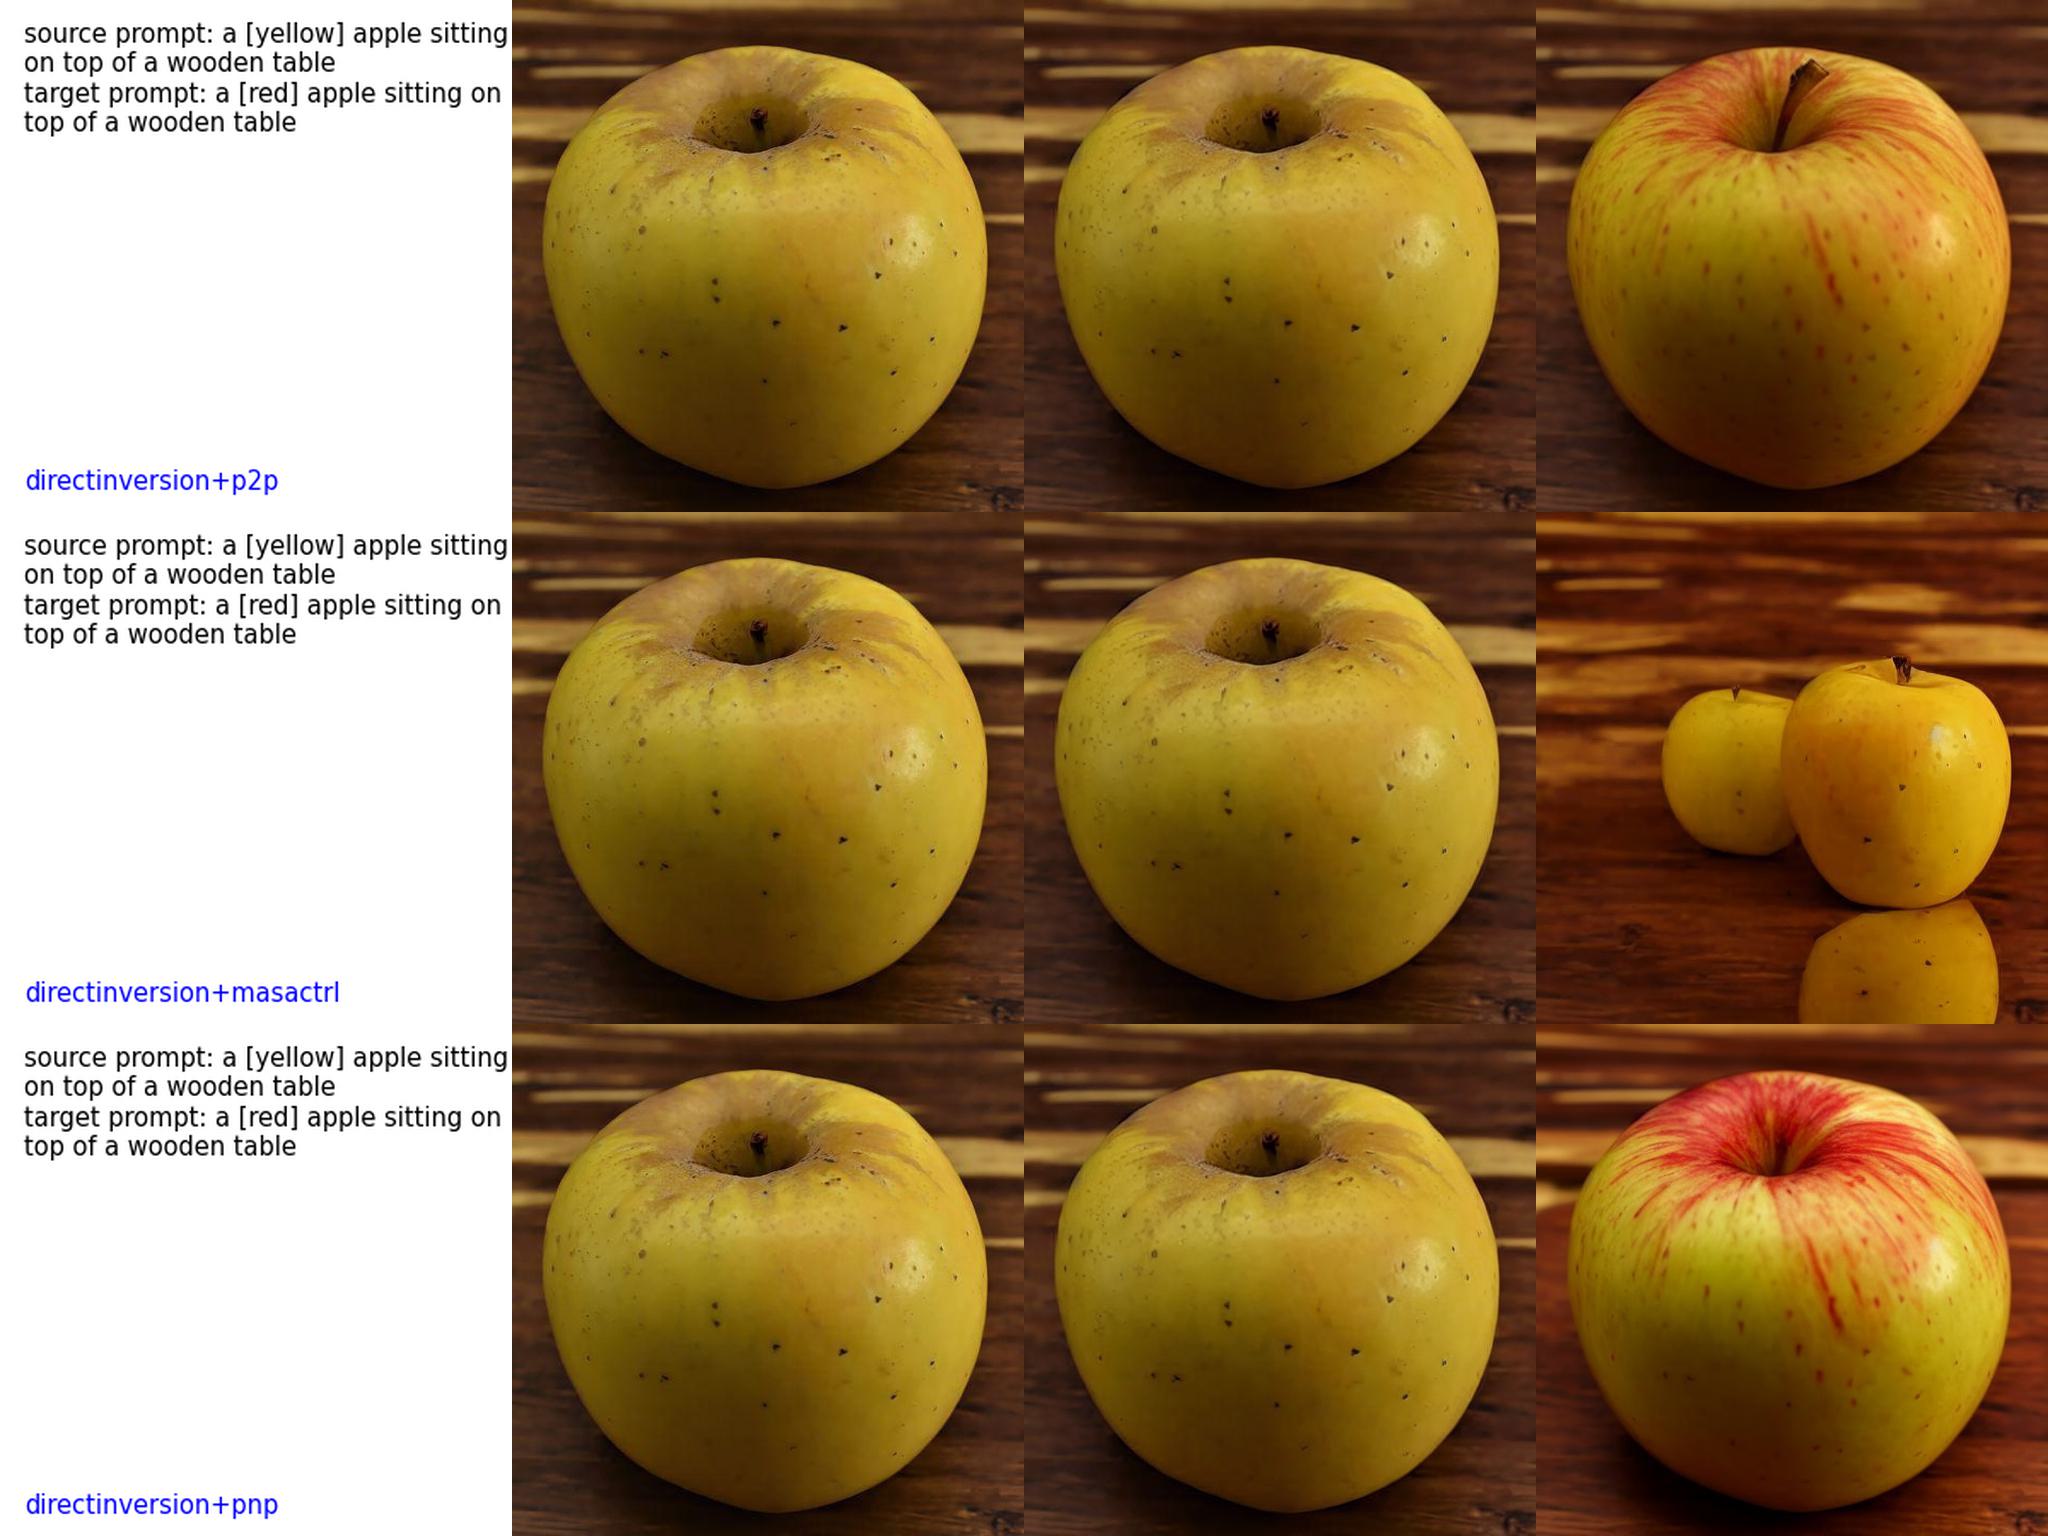 source prompt: a [yellow] apple sitting
on top of a wooden table
target prompt: a [red] apple sitting on
top of a wooden table
directinversion+p2p
source prompt: a [yellow] apple sitting
on top of a wooden table
target prompt: a [red] apple sitting on
top of a wooden table
directinversion+masactrl
source prompt: a [yellow] apple sitting
on top of a wooden table
target prompt: a [red] apple sitting on
top of a wooden table
directinversion+pnp